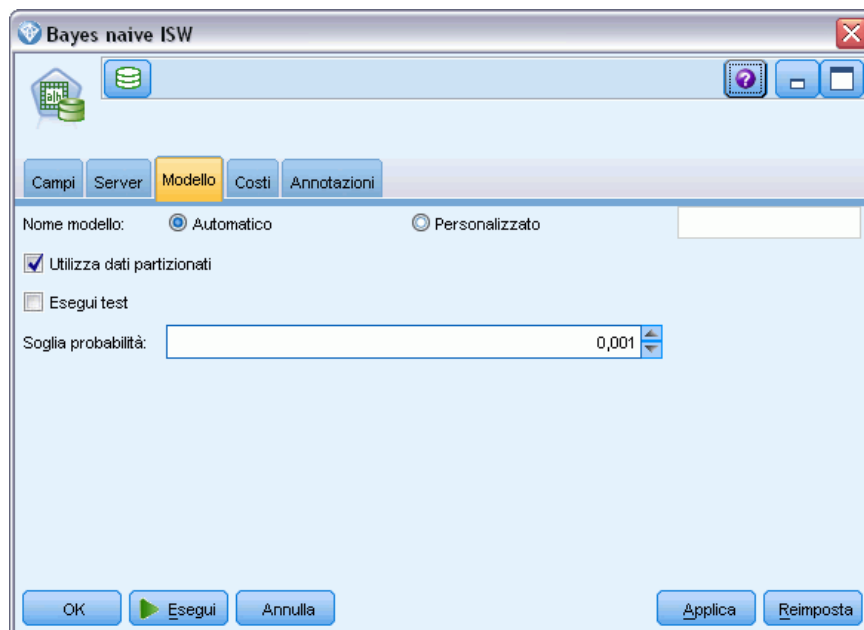 Bayes naive ISW
Campi Server Modello Costi Annotazioni
Nome modello: Automatico Personalizzato
Utilizza dati partizionati
Esegui test
Soglia probabilità: 0,001
OK Esegui Annulla Applica Reimposta